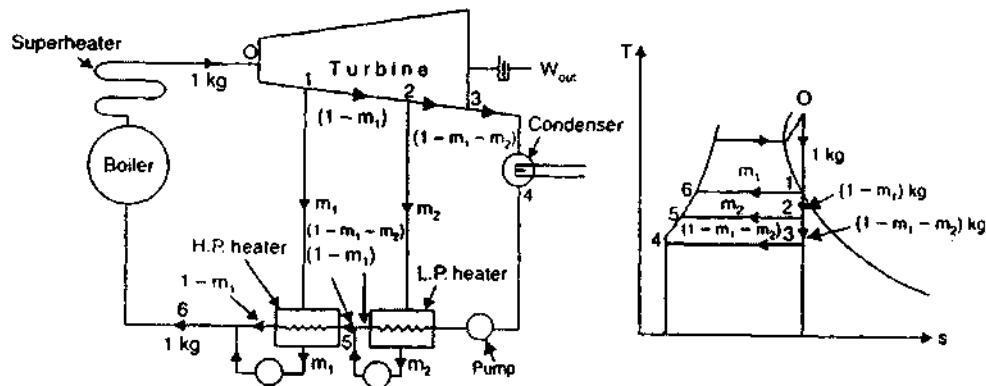 Superheater
O
1 kg
Turbine
W_out
1
2
3
(1 – m₁)
(1 – m₁ – m₂)
Condenser
4
Boiler
m₁
m₂
(1 – m₁ – m₂)
(1 – m₁)
H.P. heater
L.P. heater
1 – m₁
6
1 kg
5
m₁
m₂
Pump
T
O
1 kg
m₁
6
1
(1 – m₁) kg
m₂
5
2
(1 – m₁ – m₂)
4
3
(1 – m₁ – m₂) kg
s